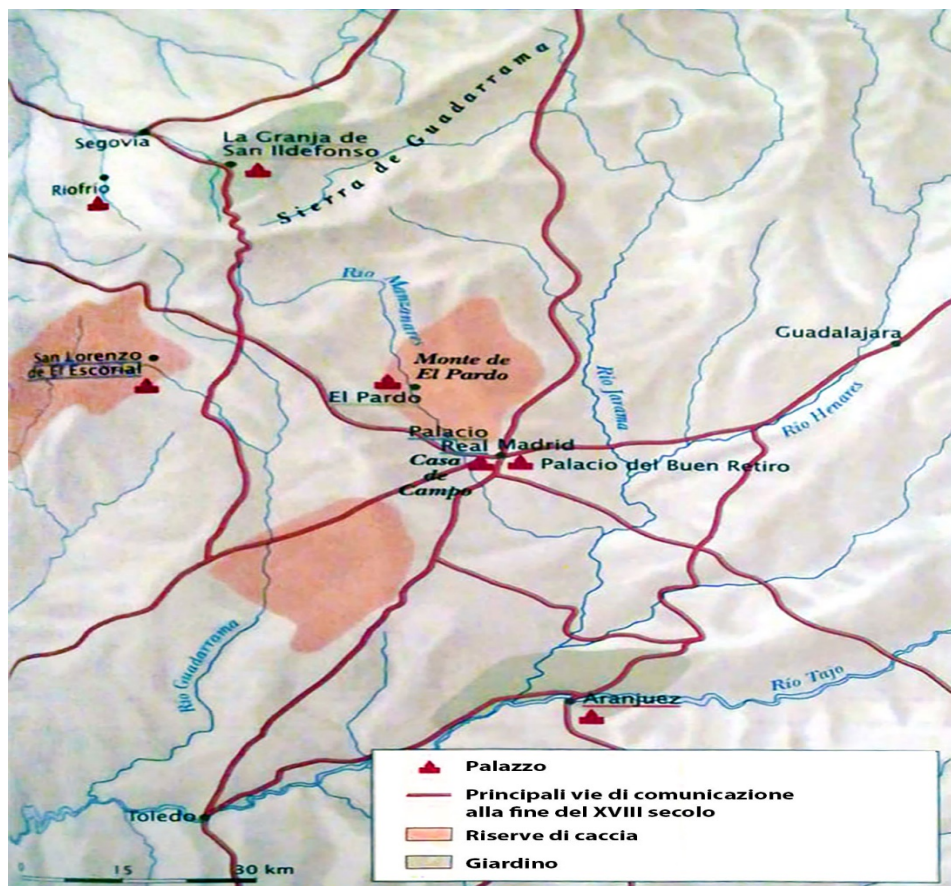 Segovia
La Granja de
San Ildefonso
Sierra de Guadarrama
Riofrio
Rio
Manzanares
San Lorenzo
de El Escorial
Monte de
El Pardo
El Pardo
Guadalajara
Río Jarama
Río Henares
Palacio
Real Madrid
Casa
de
Campo
Palacio del Buen Retiro
Río Guadarrama
Río Tajo
Aranjuez
Toledo
Palazzo
Principali vie di comunicazione
alla fine del XVIII secolo
Riserve di caccia
Giardino
0 15 30 km